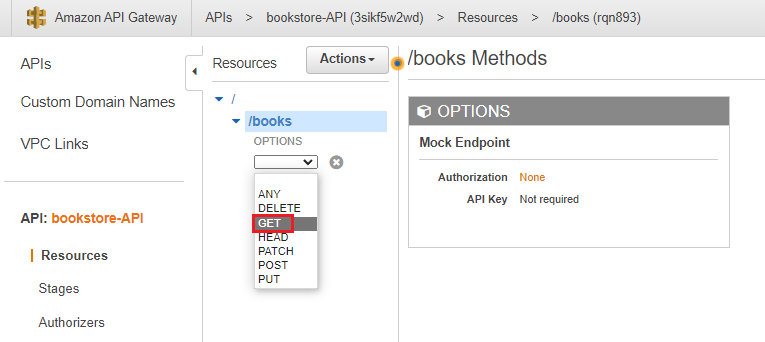 Amazon API Gateway APIs > bookstore-API (3sikf5w2wd) > Resources > /books (rqn893)
APIs
Custom Domain Names
VPC Links
API: bookstore-API
Resources
Stages
Authorizers
Resources
Actions
/
/books
OPTIONS
ANY
DELETE
GET
HEAD
PATCH
POST
PUT
/books Methods
OPTIONS
Mock Endpoint
Authorization None
API Key Not required